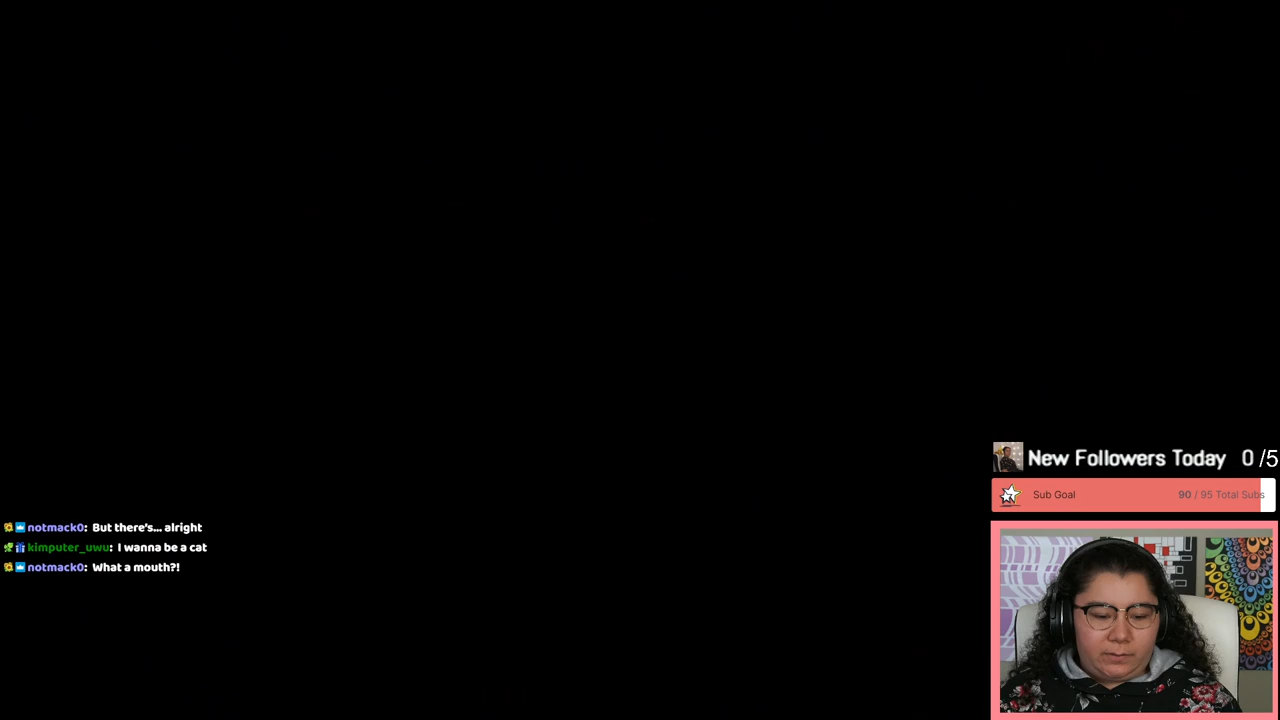 New Followers Today 0 /5
Sub Goal 90 / 95 Total Subs
notmack0: But there's... alright
kimputer_uwu: I wanna be a cat
notmack0: What a mouth?!